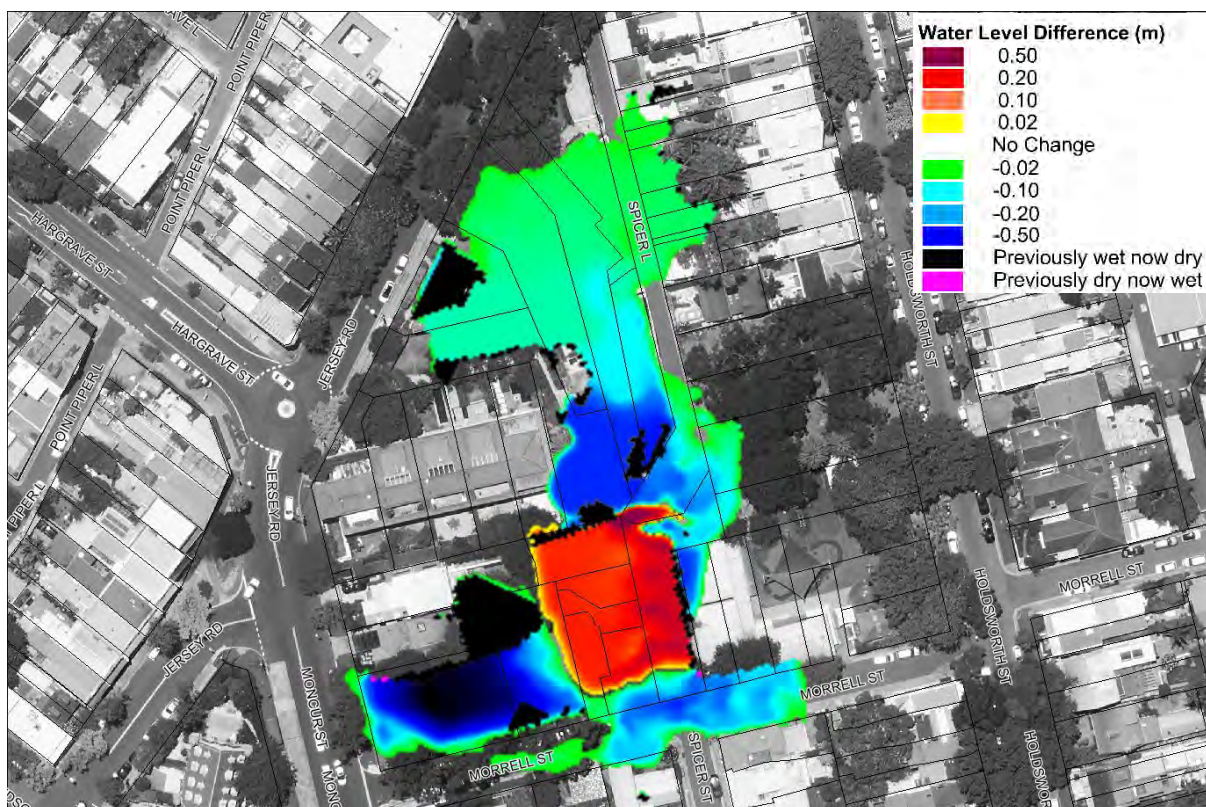 Water Level Difference (m)
0.50
0.20
0.10
0.02
No Change
-0.02
-0.10
-0.20
-0.50
Previously wet now dry
Previously dry now wet
POINT PIPER L
POINT PIPER L
HARGRAVE ST
HARGRAVE ST
JERSEY RD
SPICER L
HOLDSWORTH ST
POINT PIPER L
JERSEY RD
MORRELL ST
HOLDSWORTH ST
JERSEY RD
MONCUR ST
MORRELL ST
MORRELL ST
SPICER ST